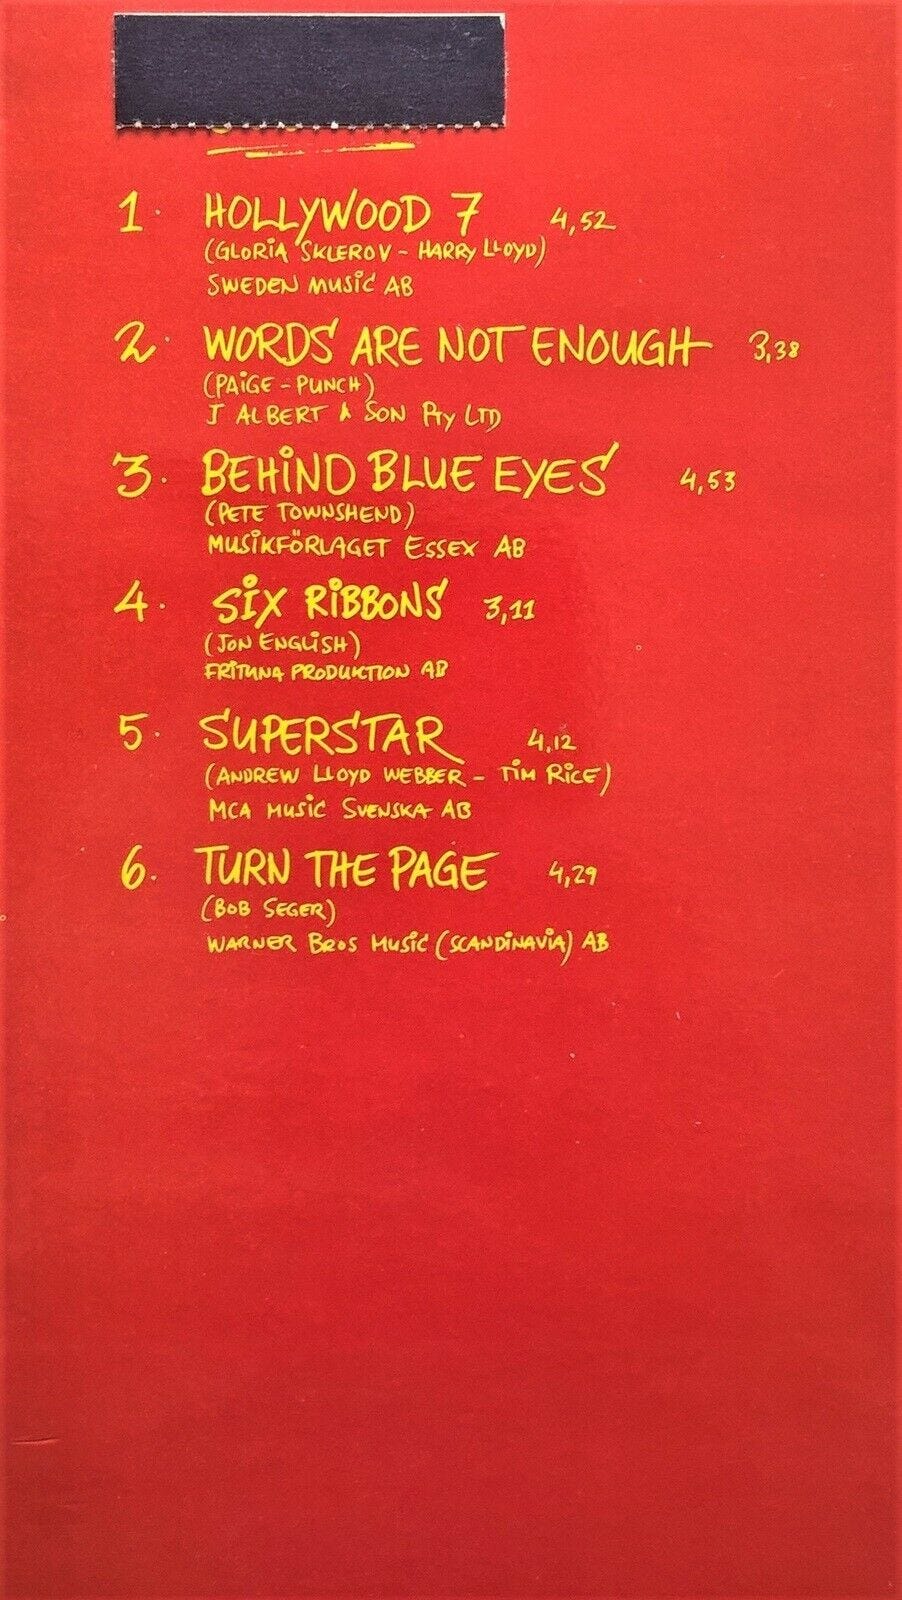 1. HOLLYWOOD 7 4,52
(GLORIA SKLEROV - HARRY LLOYD)
SWEDEN MUSIC AB
2. WORDS ARE NOT ENOUGH 3,38
(PAIGE - PUNCH)
J ALBERT & SON PTY LTD
3. BEHIND BLUE EYES 4,53
(PETE TOWNSHEND)
MUSIKFÖRLAGET ESSEX AB
4. SIX RIBBONS 3,11
(JON ENGLISH)
FRITUNA PRODUKTION AB
5. SUPERSTAR 4,12
(ANDREW LLOYD WEBBER - TIM RICE)
MCA MUSIC SVENSKA AB
6. TURN THE PAGE 4,29
(BOB SEGER)
WARNER BROS MUSIC (SCANDINAVIA) AB